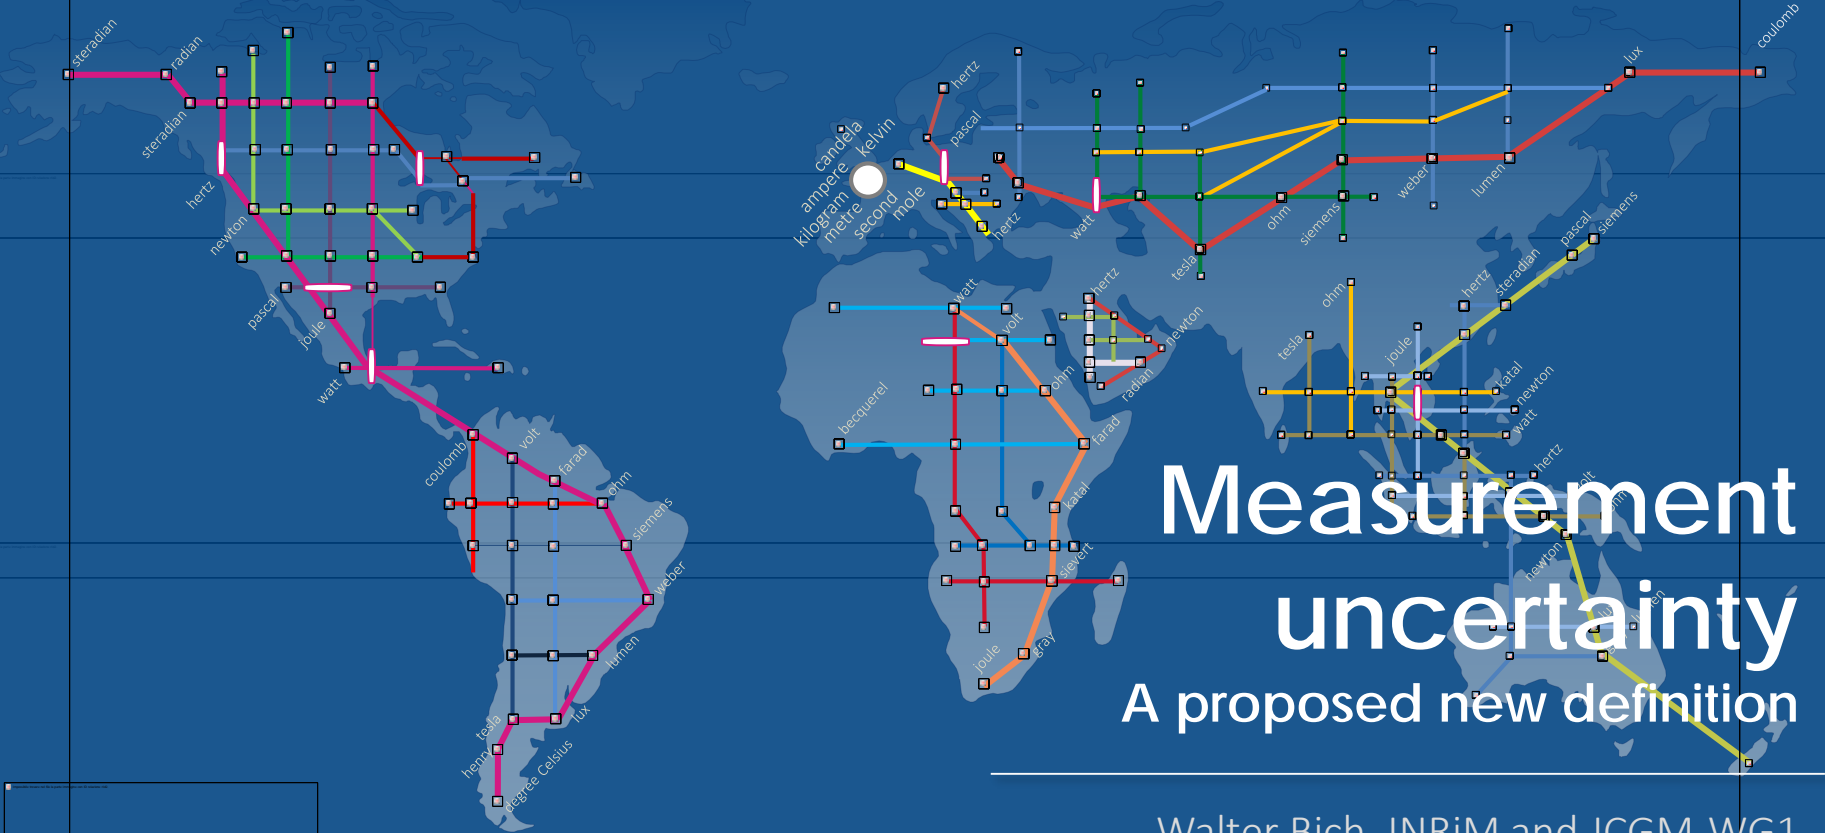 steradian
radian
steradian
hertz
newton
pascal
joule
watt
coulomb
volt
farad
ohm
siemens
weber
lumen
lux
tesla
henry
degree Celsius
candela
kelvin
ampere
kilogram
metre
second
mole
hertz
pascal
hertz
watt
tesla
ohm
siemens
weber
lumen
lux
coulomb
watt
volt
ohm
farad
becquerel
katal
sievert
gray
joule
hertz
newton
radian
tesla
ohm
joule
hertz
steradian
pascal
siemens
katal
newton
watt
hertz
volt
newton
lumen
Measurement
uncertainty
A proposed new definition
Walter Bich, INRiM and JCGM-WG1